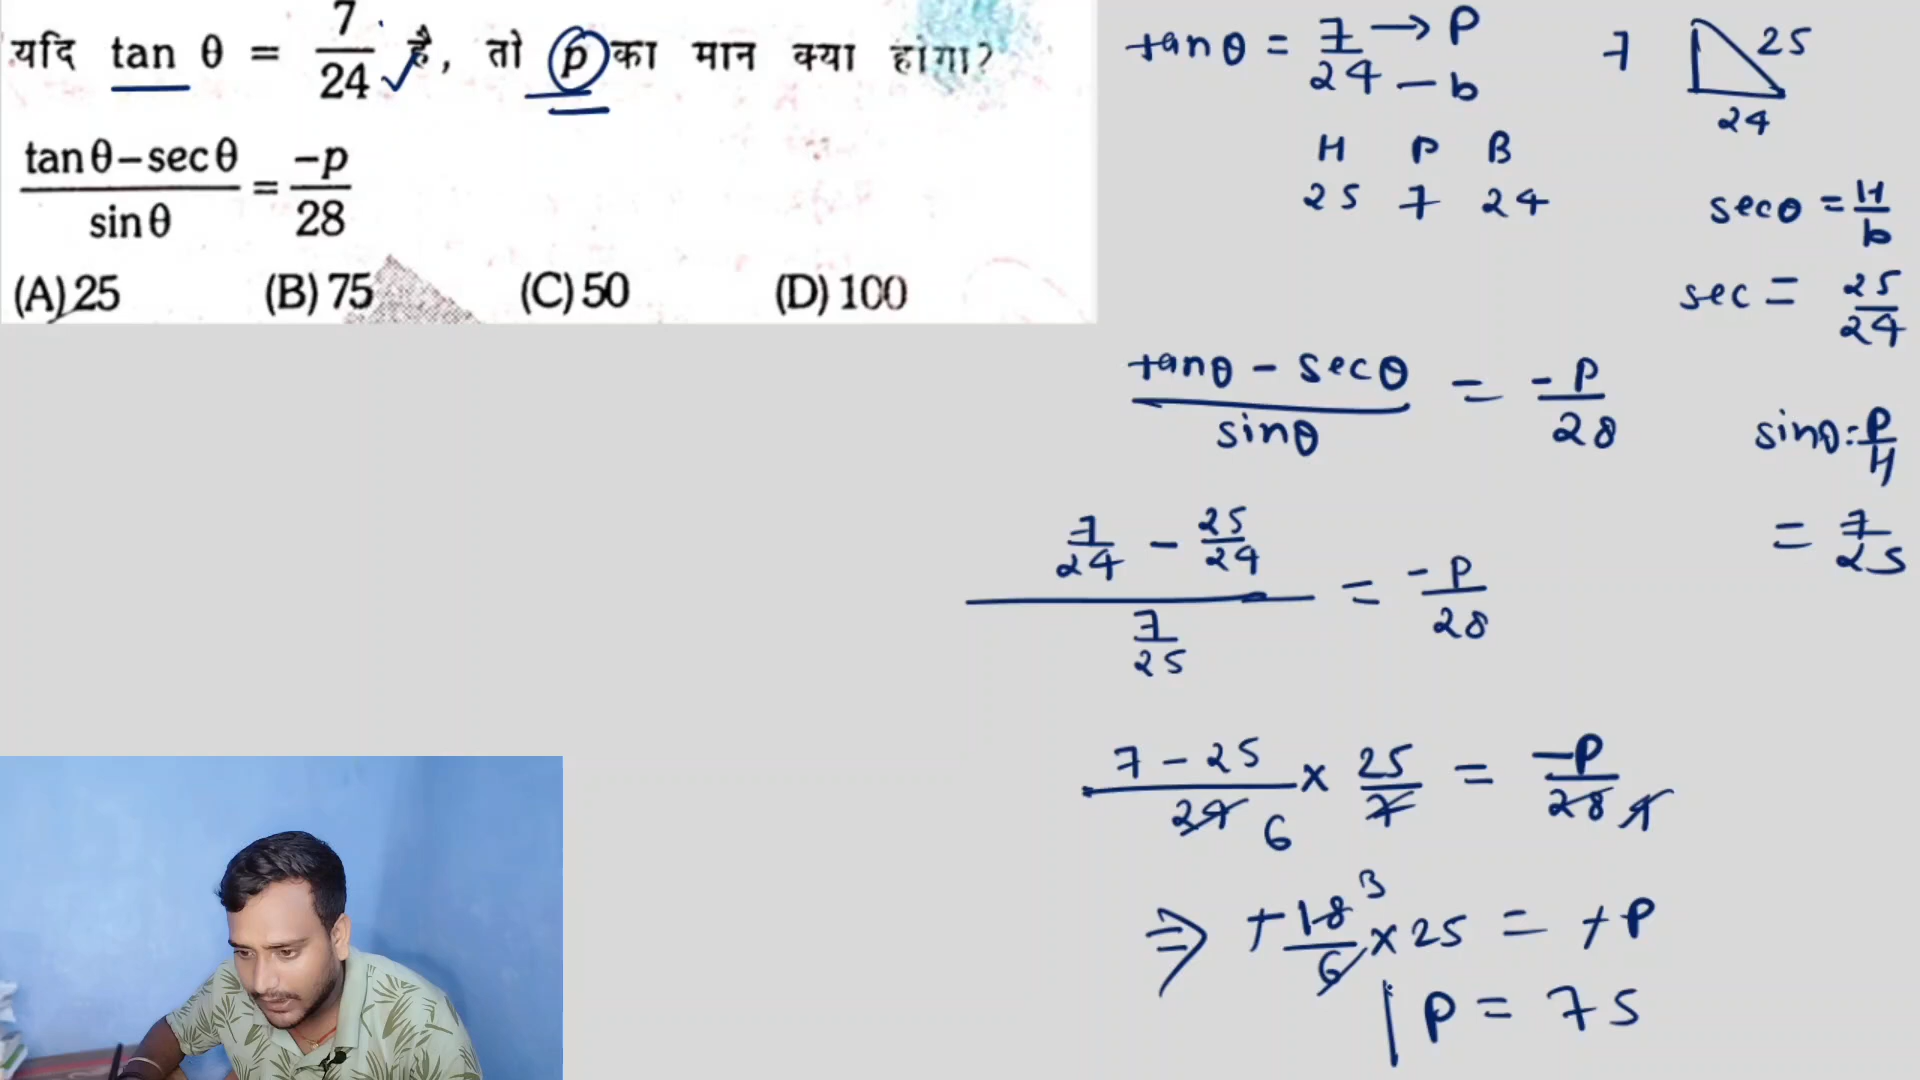 यदि tan θ = 7/24 है, तो p का मान क्या होगा?
(tanθ−secθ)/sinθ = −p/28
(A) 25 (B) 75 (C) 50 (D) 100
tanθ = 7/24 → P − b
7 25
24
H P B
25 7 24
secθ = H/b
sec = 25/24
(tanθ − secθ)/sinθ = −P/28
sinθ = P/H
= 7/25
(7/24 − 25/24)/(7/25) = −P/28
(7−25)/24 6 × 25/7 = −P/28 4
⇒ +18/6 3 × 25 = +P
P = 75